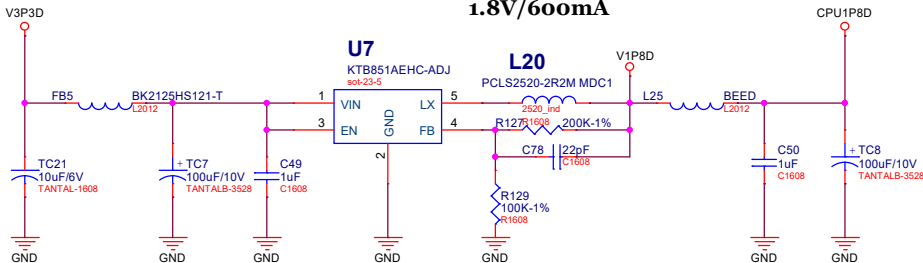 1.8V/600mA
V3P3D
CPU1P8D
U7
KTB851AEHC-ADJ
sot-23-5
L20
PCLS2520-2R2M MDC1
2520_ind
V1P8D
FB5
BK2125HS121-T
L2012
L25
BEED
L2012
1
VIN
LX
5
3
EN
FB
4
GND
2
R127
R1608
200K-1%
C78
22pF
C1608
TC21
10uF/6V
TANTAL-1608
+
TC7
100uF/10V
TANTALB-3528
C49
1uF
C1608
R129
100K-1%
R1608
C50
1uF
C1608
+
TC8
100uF/10V
TANTALB-3528
GND
GND
GND
GND
GND
GND
GND